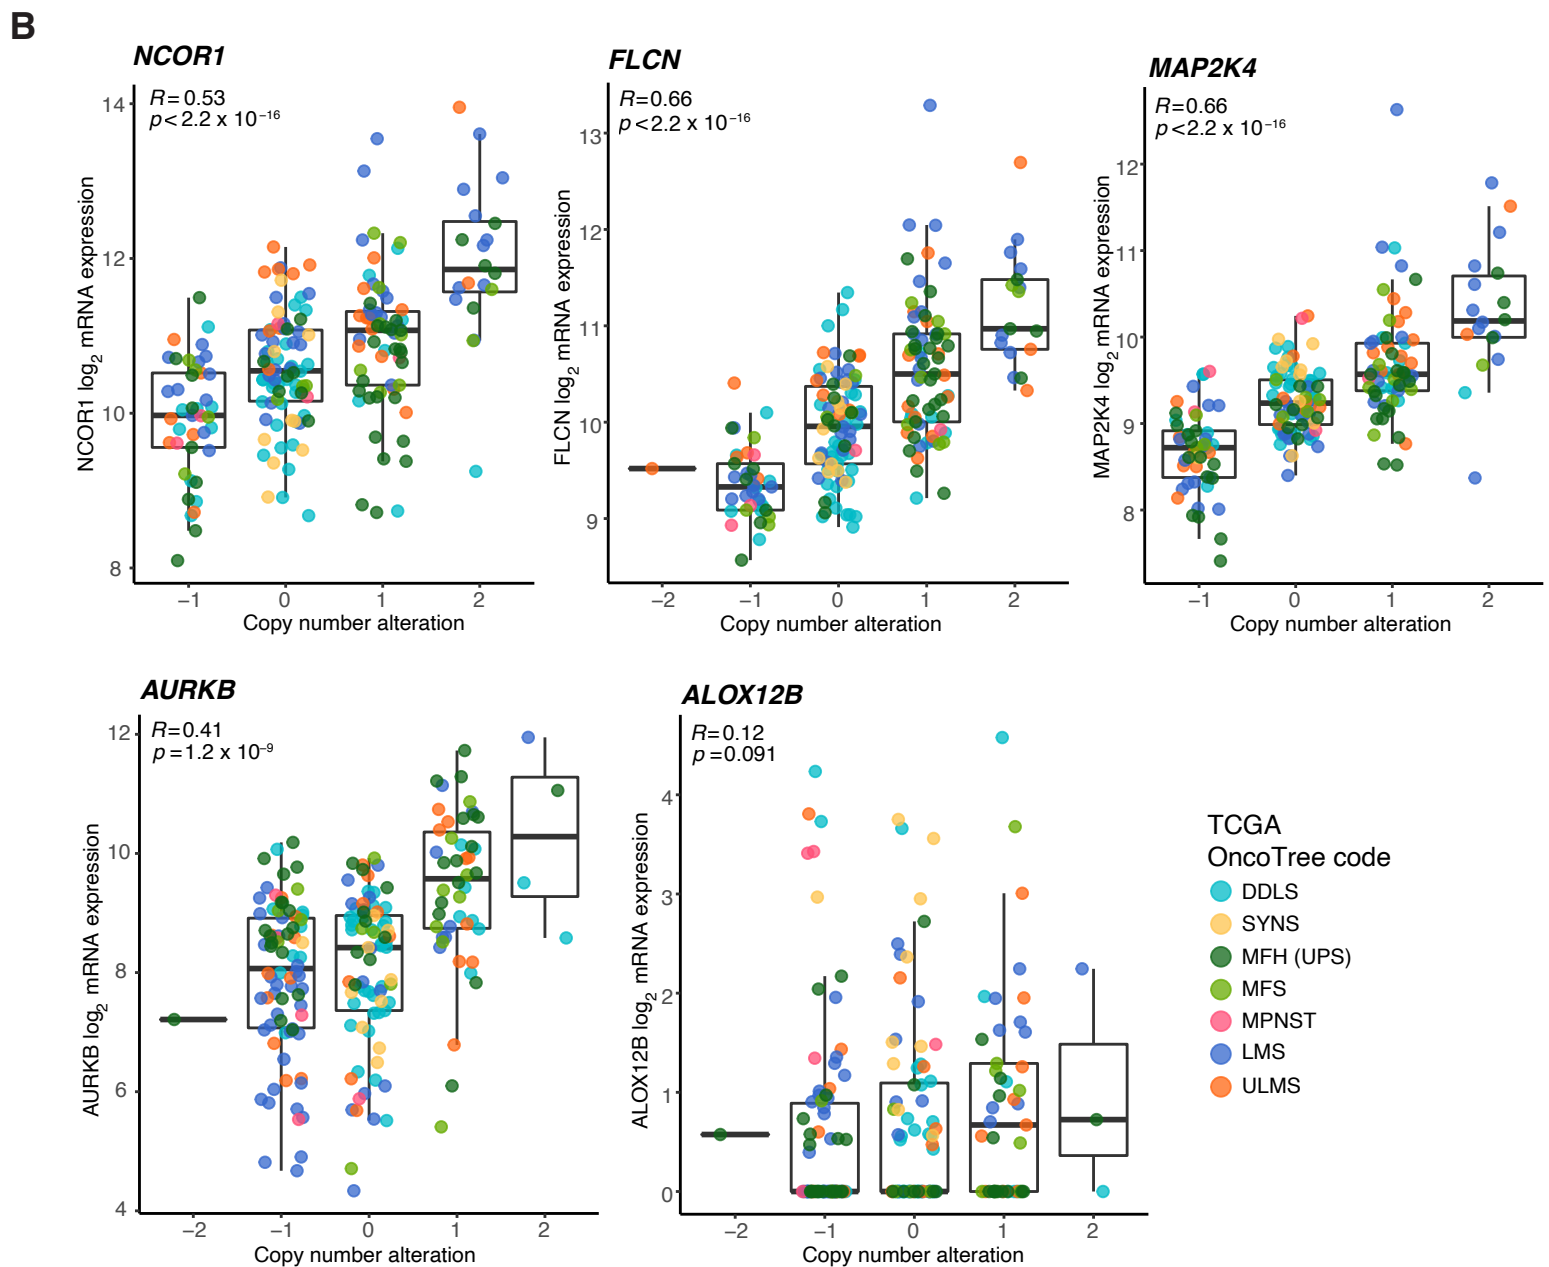 B
NCOR1
R=0.53
p<2.2 x 10⁻¹⁶
NCOR1 log₂ mRNA expression
14
12
10
8
−1 0 1 2
Copy number alteration
FLCN
R=0.66
p<2.2 x 10⁻¹⁶
FLCN log₂ mRNA expression
13
12
11
10
9
−2 −1 0 1 2
Copy number alteration
MAP2K4
R=0.66
p<2.2 x 10⁻¹⁶
MAP2K4 log₂ mRNA expression
12
11
10
9
8
−1 0 1 2
Copy number alteration
AURKB
R=0.41
p=1.2 x 10⁻⁹
AURKB log₂ mRNA expression
12
10
8
6
4
−2 −1 0 1 2
Copy number alteration
ALOX12B
R=0.12
p=0.091
ALOX12B log₂ mRNA expression
4
3
2
1
0
−2 −1 0 1 2
Copy number alteration
TCGA
OncoTree code
DDLS
SYNS
MFH (UPS)
MFS
MPNST
LMS
ULMS